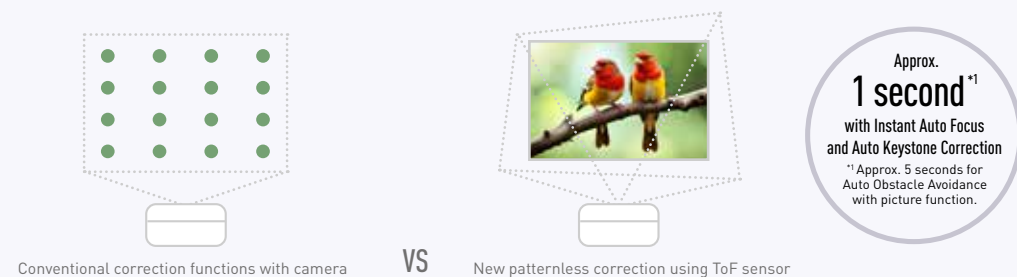 Approx.
1 second*1
with Instant Auto Focus
and Auto Keystone Correction
*1 Approx. 5 seconds for
Auto Obstacle Avoidance
with picture function.
Conventional correction functions with camera
VS
New patternless correction using ToF sensor